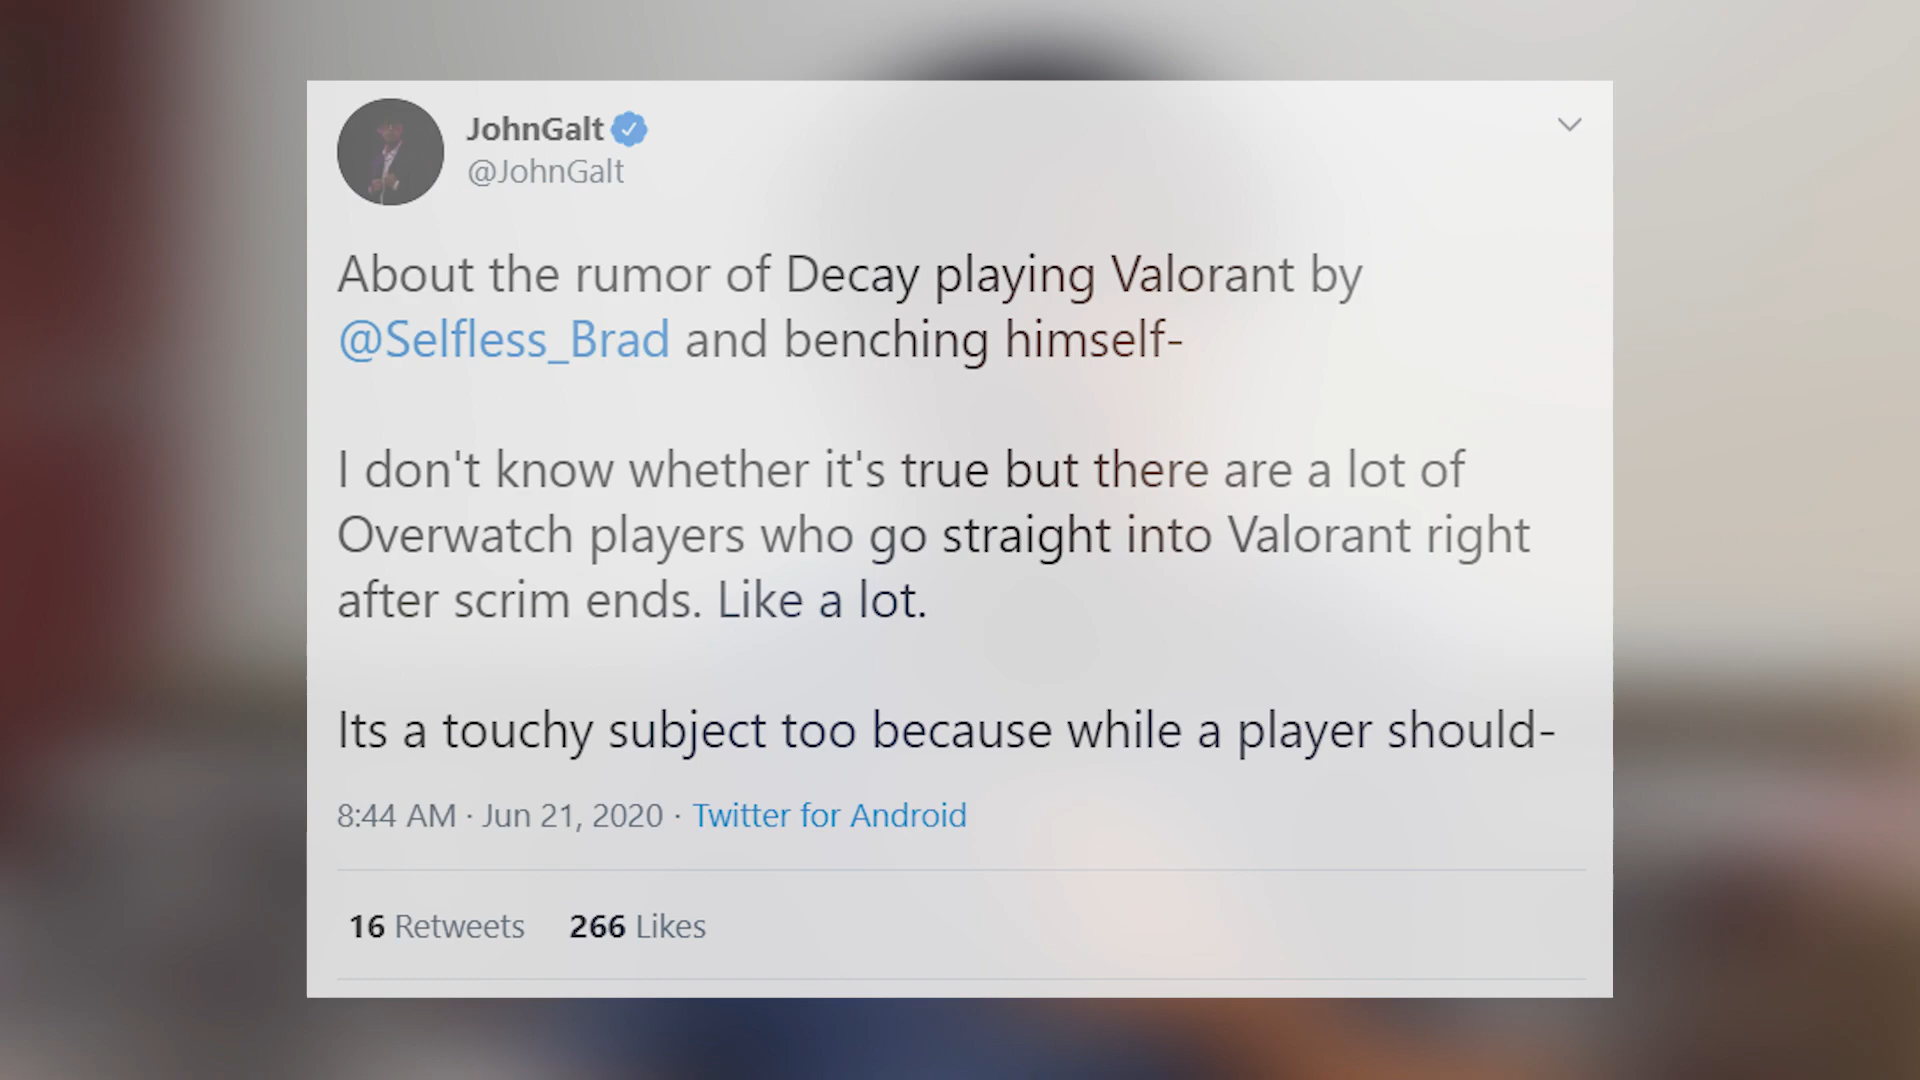 JohnGalt
@JohnGalt
About the rumor of Decay playing Valorant by
@Selfless_Brad and benching himself-
I don't know whether it's true but there are a lot of
Overwatch players who go straight into Valorant right
after scrim ends. Like a lot.
Its a touchy subject too because while a player should-
8:44 AM · Jun 21, 2020 · Twitter for Android
16 Retweets 266 Likes